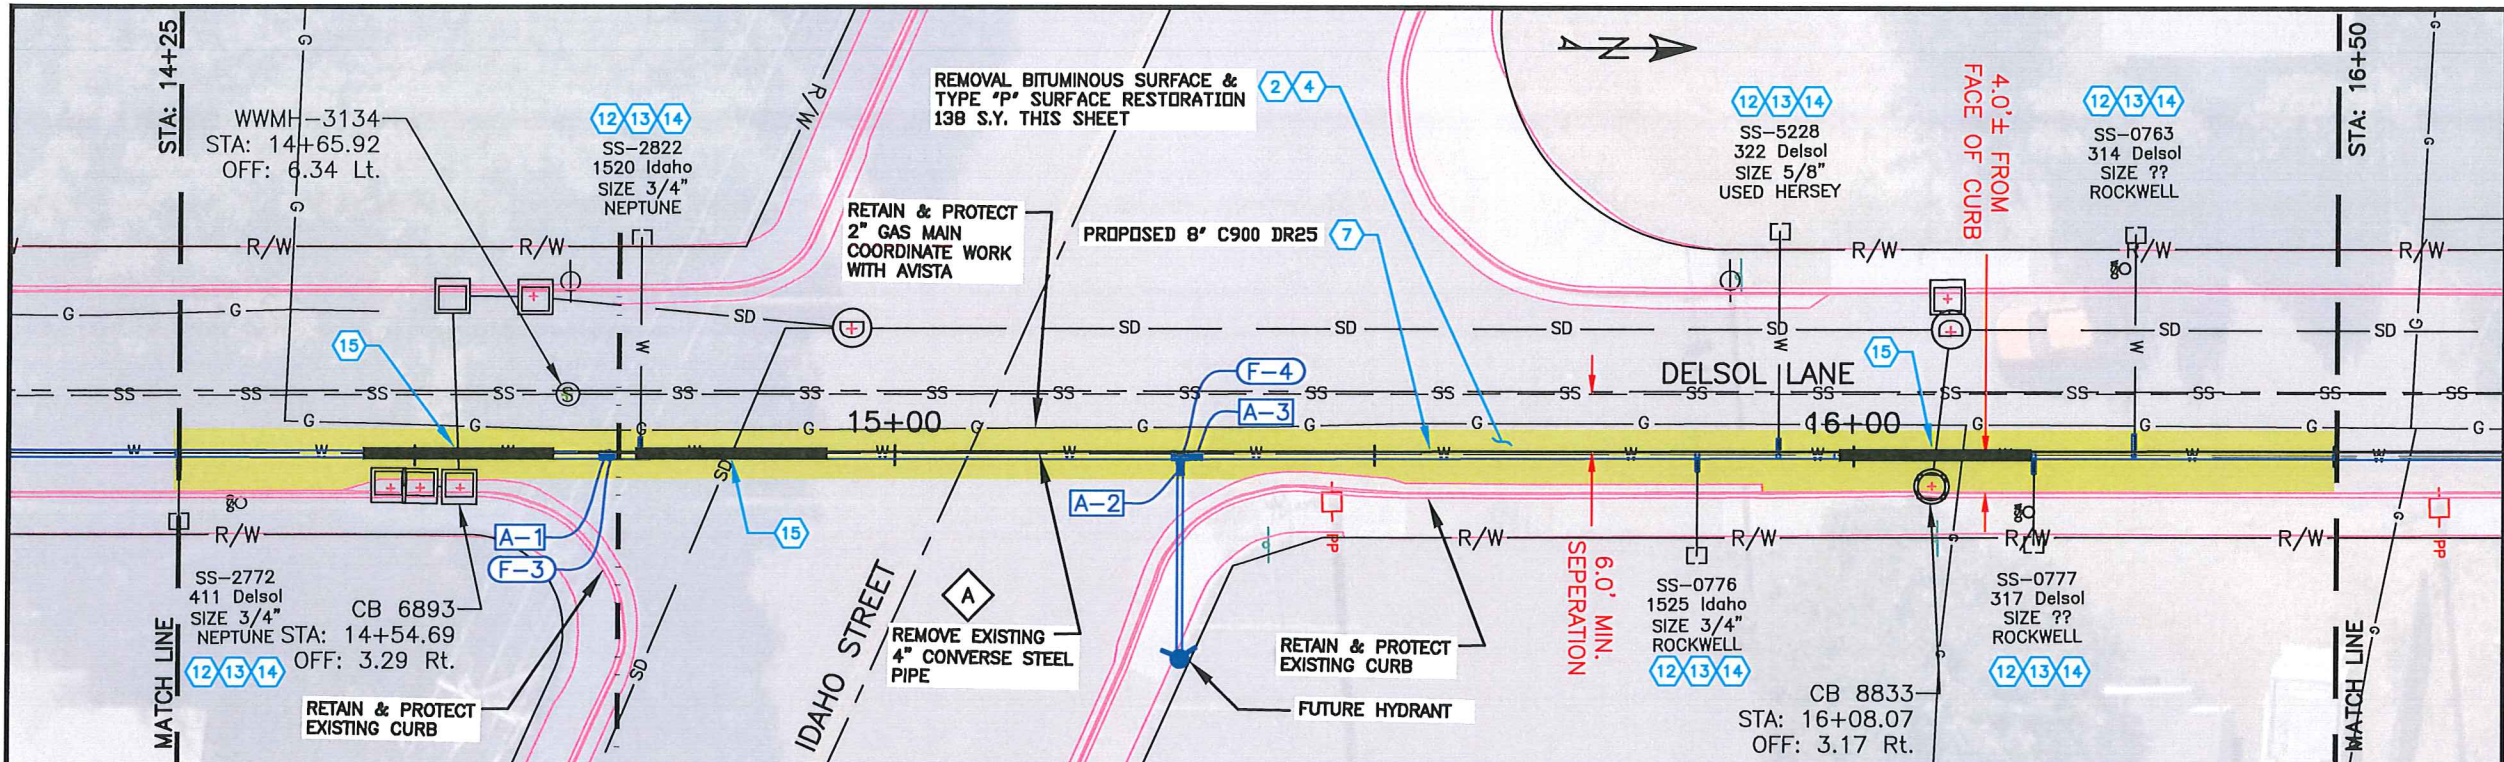 STA: 14+25
WWMH-3134
STA: 14+65.92
OFF: 6.34 Lt.
12 13 14
SS-2822
1520 Idaho
SIZE 3/4"
NEPTUNE
R/W
REMOVAL BITUMINOUS SURFACE &
TYPE "P" SURFACE RESTORATION
138 S.Y. THIS SHEET
2 4
N
12 13 14
SS-5228
322 Delsol
SIZE 5/8"
USED HERSEY
4.0'± FROM
FACE OF CURB
12 13 14
SS-0763
314 Delsol
SIZE ??
ROCKWELL
STA: 16+50
RETAIN & PROTECT
2" GAS MAIN
COORDINATE WORK
WITH AVISTA
PROPOSED 8" C900 DR25
7
R/W
R/W
R/W
R/W
R/W
G
G
G
SD
SD
SD
SD
SD
SD
SD
15
F-4
A-3
DELSOL LANE
15
SS
SS
SS
SS
SS
SS
SS
SS
15+00
16+00
G
G
G
G
G
W
W
W
W
W
W
A-2
A-1
F-3
15
SD
R/W
R/W
R/W
R/W
R/W
PP
PP
SS-2772
411 Delsol
SIZE 3/4"
NEPTUNE
12 13 14
CB 6893
STA: 14+54.69
OFF: 3.29 Rt.
MATCH LINE
RETAIN & PROTECT
EXISTING CURB
SD
IDAHO STREET
A
REMOVE EXISTING
4" CONVERSE STEEL
PIPE
RETAIN & PROTECT
EXISTING CURB
FUTURE HYDRANT
6.0' MIN.
SEPERATION
SS-0776
1525 Idaho
SIZE 3/4"
ROCKWELL
12 13 14
CB 8833
STA: 16+08.07
OFF: 3.17 Rt.
SS-0777
317 Delsol
SIZE ??
ROCKWELL
12 13 14
MATCH LINE